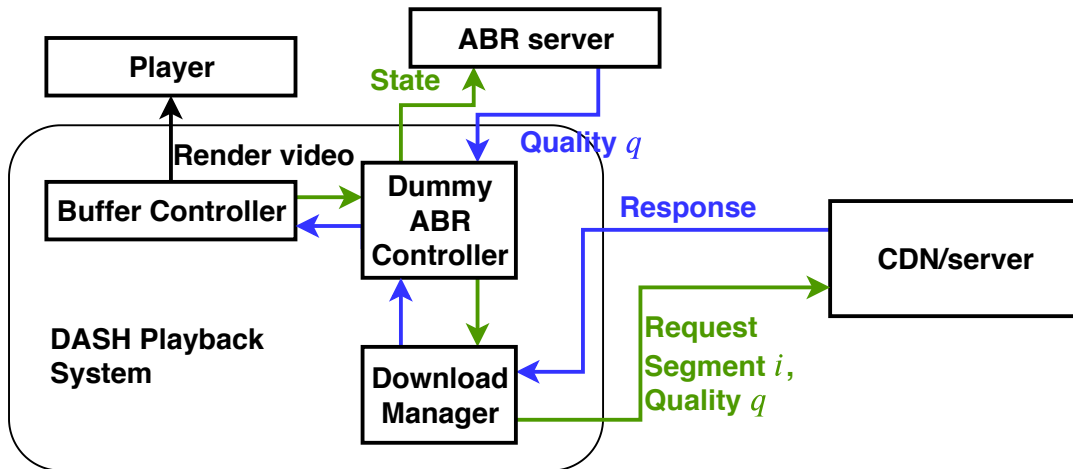 ABR server
Player
State
Quality q
Render video
Buffer Controller
Dummy
ABR
Controller
Response
CDN/server
DASH Playback
System
Request
Segment i,
Quality q
Download
Manager